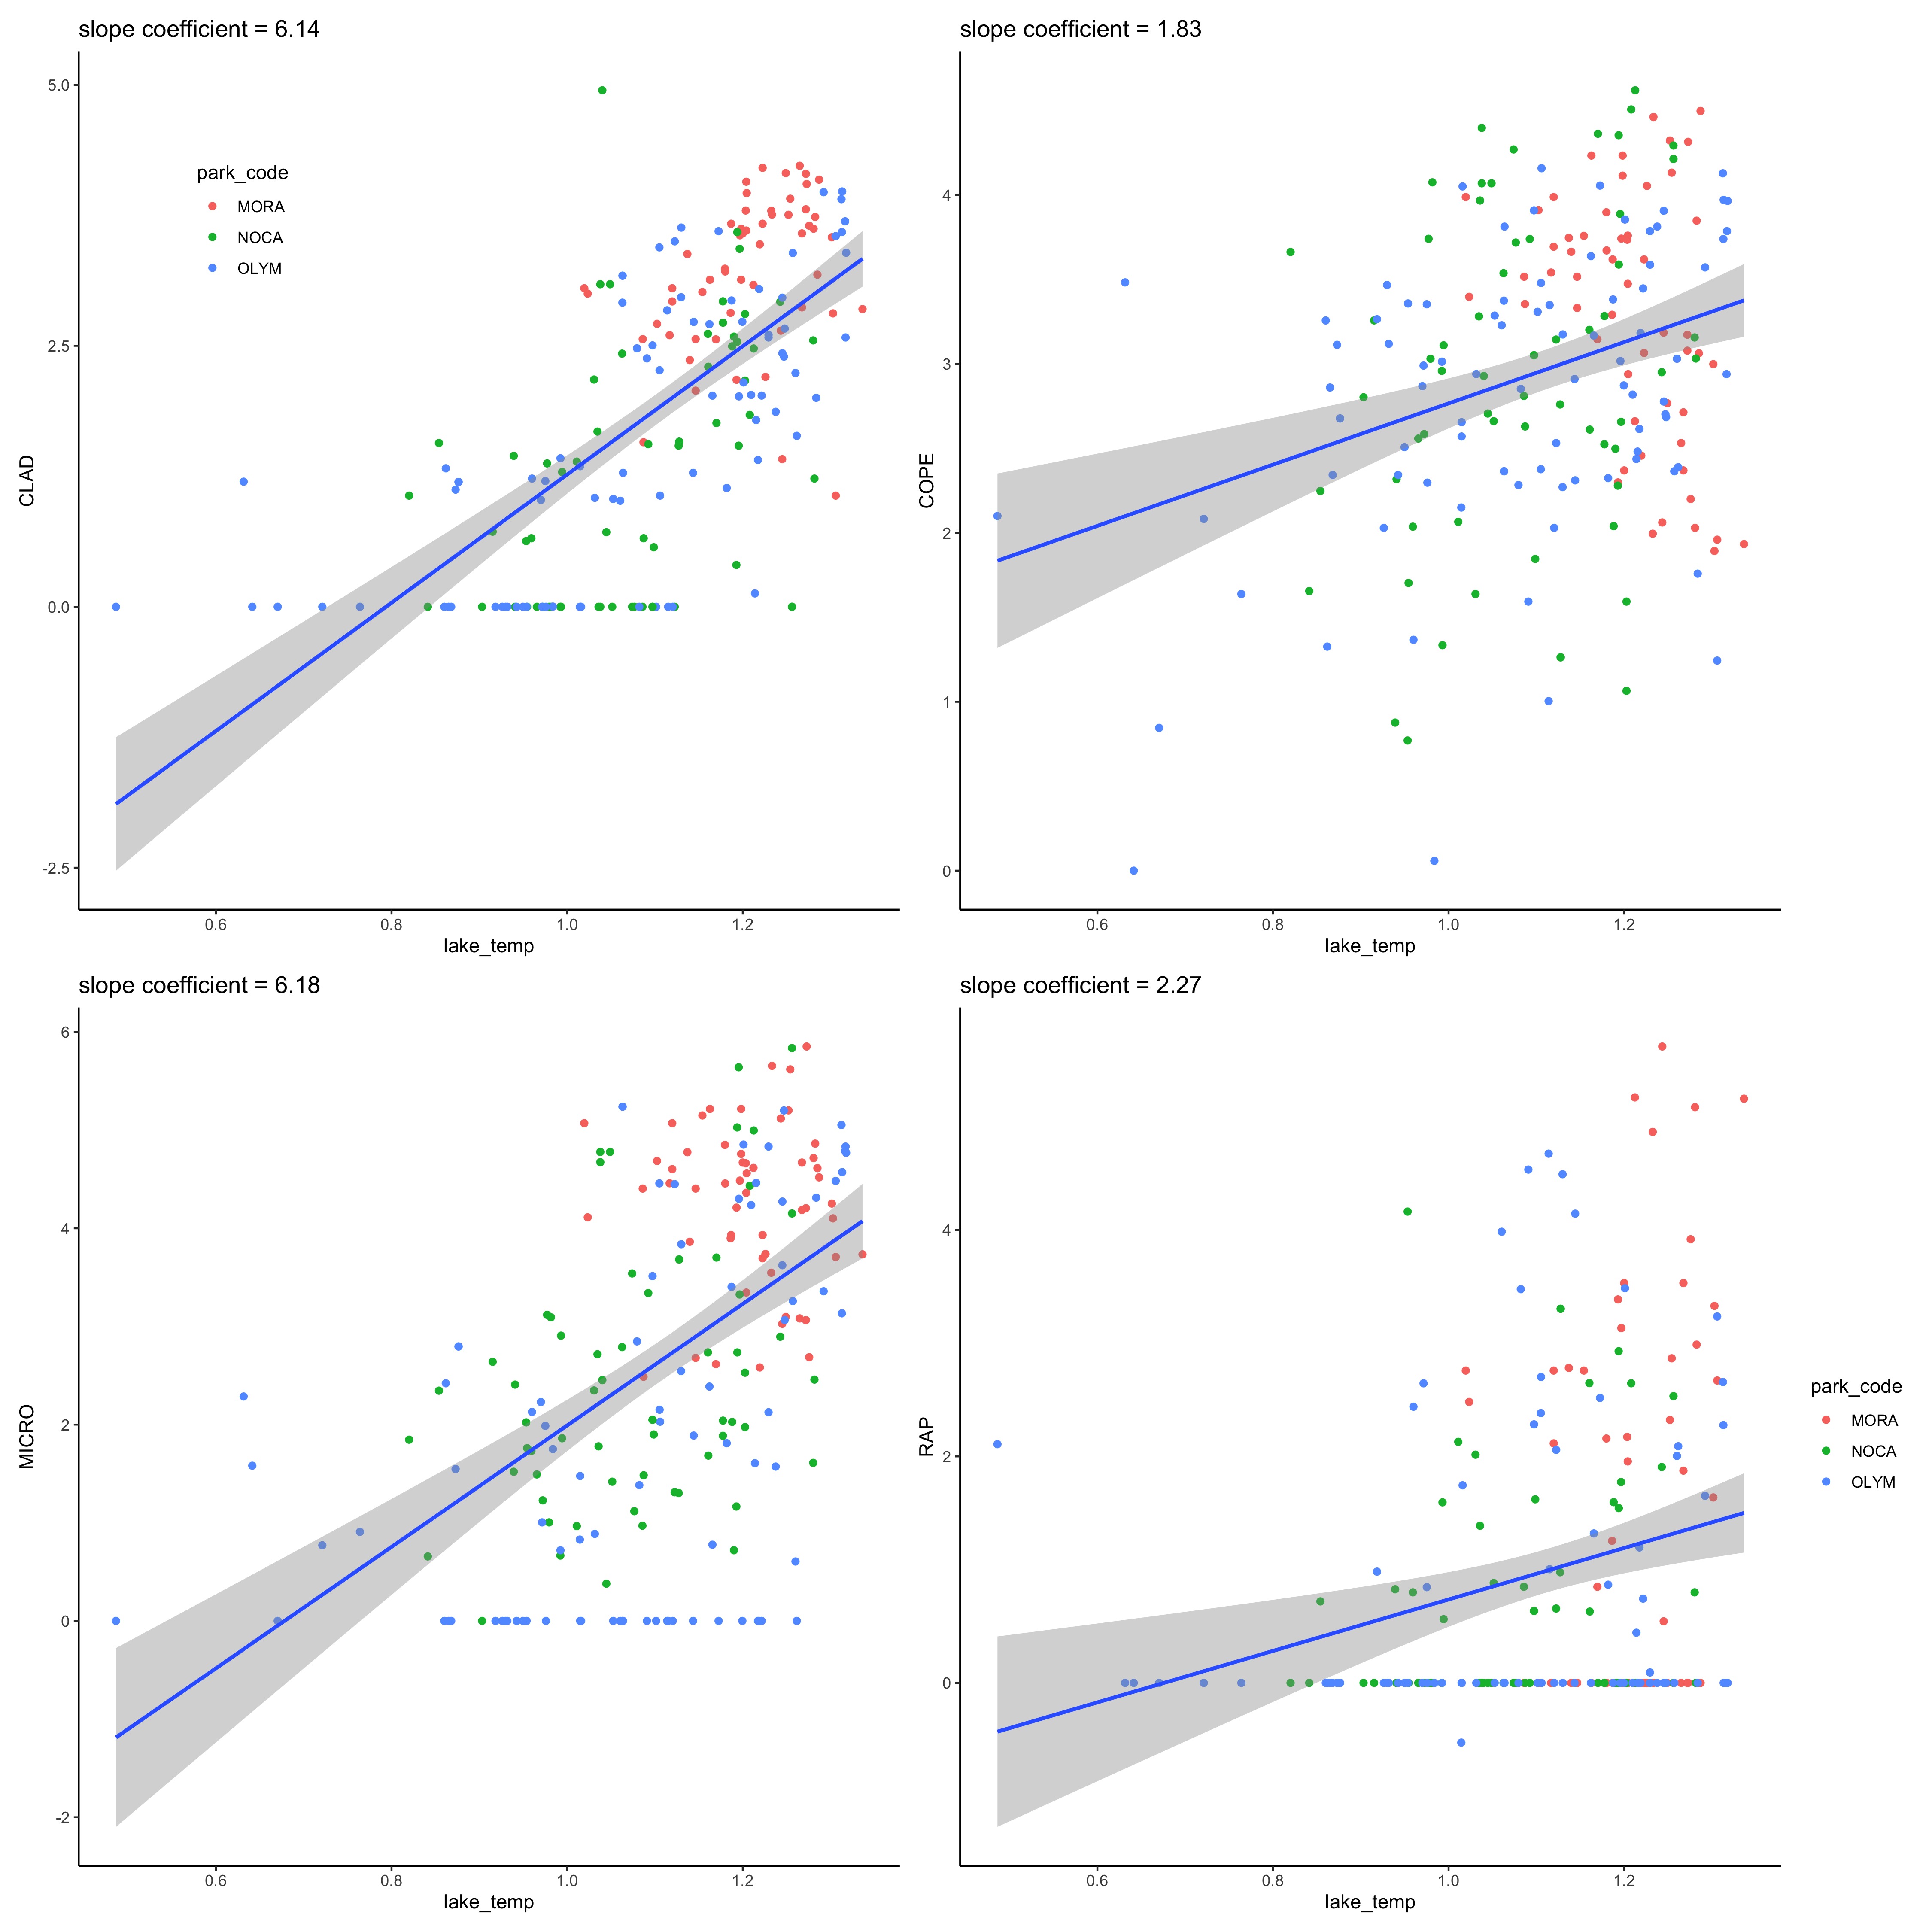 slope coefficient = 6.14
CLAD
5.0
2.5
0.0
-2.5
park_code
MORA
NOCA
OLYM
0.6 0.8 1.0 1.2
lake_temp
slope coefficient = 1.83
COPE
4
3
2
1
0
0.6 0.8 1.0 1.2
lake_temp
slope coefficient = 6.18
MICRO
6
4
2
0
-2
0.6 0.8 1.0 1.2
lake_temp
slope coefficient = 2.27
RAP
4
2
0
0.6 0.8 1.0 1.2
lake_temp
park_code
MORA
NOCA
OLYM